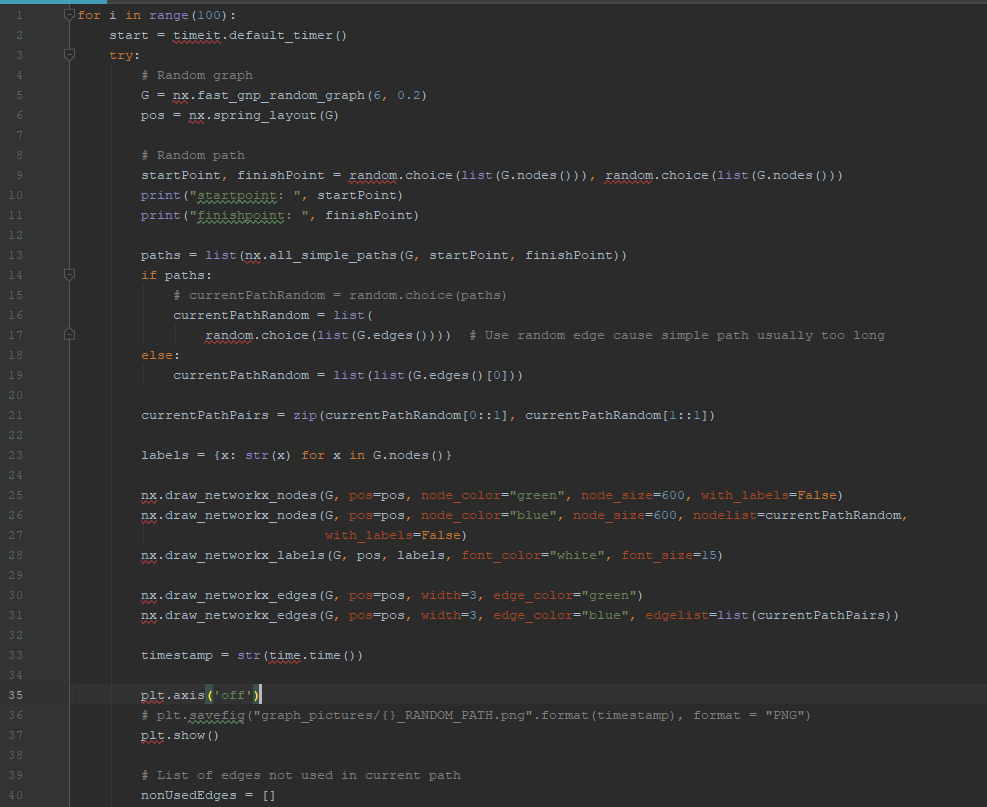 1 for i in range(100):
2 start = timeit.default_timer()
3 try:
4 # Random graph
5 G = nx.fast_gnp_random_graph(6, 0.2)
6 pos = nx.spring_layout(G)
7
8 # Random path
9 startPoint, finishPoint = random.choice(list(G.nodes())), random.choice(list(G.nodes()))
10 print("startpoint: ", startPoint)
11 print("finishpoint: ", finishPoint)
12
13 paths = list(nx.all_simple_paths(G, startPoint, finishPoint))
14 if paths:
15 # currentPathRandom = random.choice(paths)
16 currentPathRandom = list(
17 random.choice(list(G.edges()))) # Use random edge cause simple path usually too long
18 else:
19 currentPathRandom = list(list(G.edges()[0]))
20
21 currentPathPairs = zip(currentPathRandom[0::1], currentPathRandom[1::1])
22
23 labels = {x: str(x) for x in G.nodes()}
24
25 nx.draw_networkx_nodes(G, pos=pos, node_color="green", node_size=600, with_labels=False)
26 nx.draw_networkx_nodes(G, pos=pos, node_color="blue", node_size=600, nodelist=currentPathRandom,
27 with_labels=False)
28 nx.draw_networkx_labels(G, pos, labels, font_color="white", font_size=15)
29
30 nx.draw_networkx_edges(G, pos=pos, width=3, edge_color="green")
31 nx.draw_networkx_edges(G, pos=pos, width=3, edge_color="blue", edgelist=list(currentPathPairs))
32
33 timestamp = str(time.time())
34
35 plt.axis('off')
36 # plt.savefig("graph_pictures/{}_RANDOM_PATH.png".format(timestamp), format = "PNG")
37 plt.show()
38
39 # List of edges not used in current path
40 nonUsedEdges = []